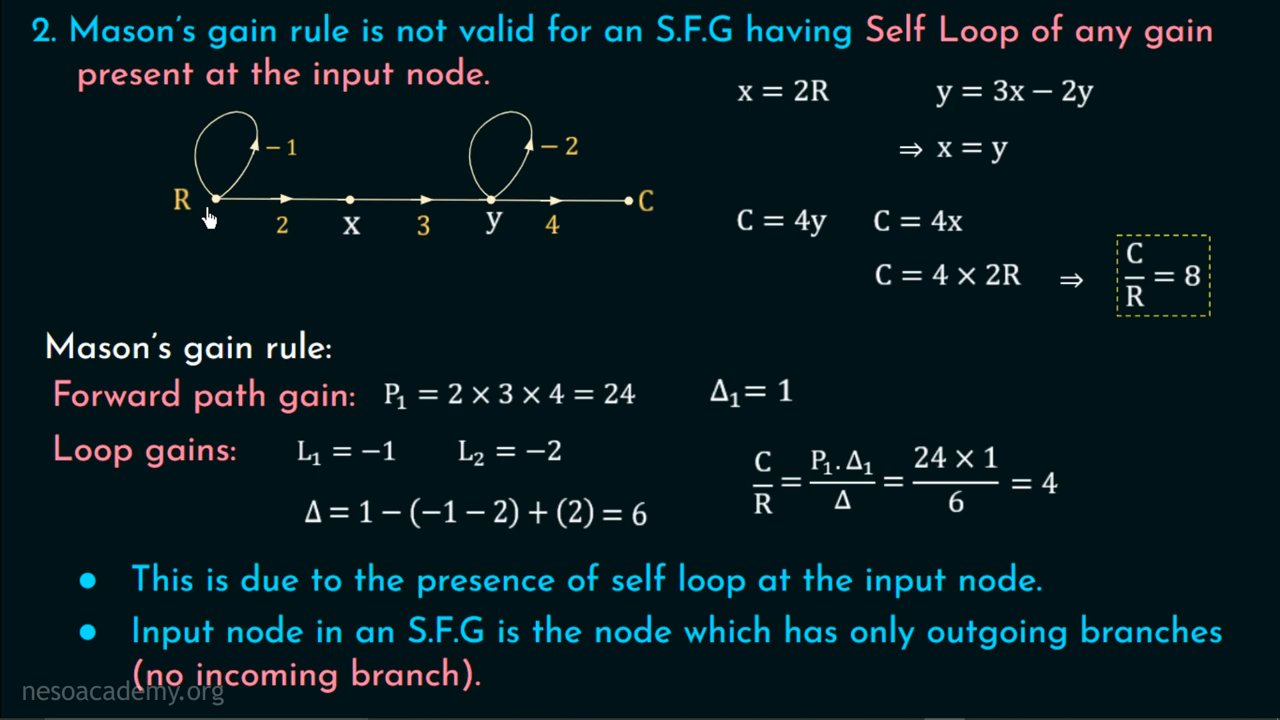 2. Mason's gain rule is not valid for an S.F.G having Self Loop of any gain
present at the input node.
x = 2R y = 3x − 2y
⇒ x = y
− 1 − 2
R 2 x 3 y 4 C
C = 4y C = 4x
C = 4 × 2R ⇒ C/R = 8
Mason's gain rule:
Forward path gain: P₁ = 2 × 3 × 4 = 24 Δ₁ = 1
Loop gains: L₁ = −1 L₂ = −2
C/R = P₁.Δ₁/Δ = 24 × 1/6 = 4
Δ = 1 − (−1 − 2) + (2) = 6
● This is due to the presence of self loop at the input node.
● Input node in an S.F.G is the node which has only outgoing branches
(no incoming branch).
nesoacademy.org